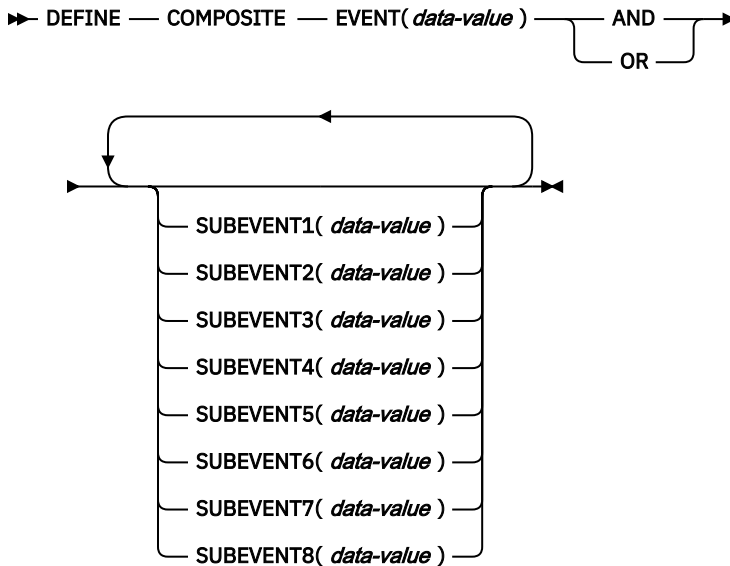 DEFINE COMPOSITE EVENT( data-value ) AND
OR
SUBEVENT1( data-value )
SUBEVENT2( data-value )
SUBEVENT3( data-value )
SUBEVENT4( data-value )
SUBEVENT5( data-value )
SUBEVENT6( data-value )
SUBEVENT7( data-value )
SUBEVENT8( data-value )